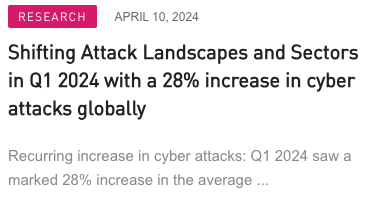 RESEARCH APRIL 10, 2024
Shifting Attack Landscapes and Sectors
in Q1 2024 with a 28% increase in cyber
attacks globally
Recurring increase in cyber attacks: Q1 2024 saw a
marked 28% increase in the average ...